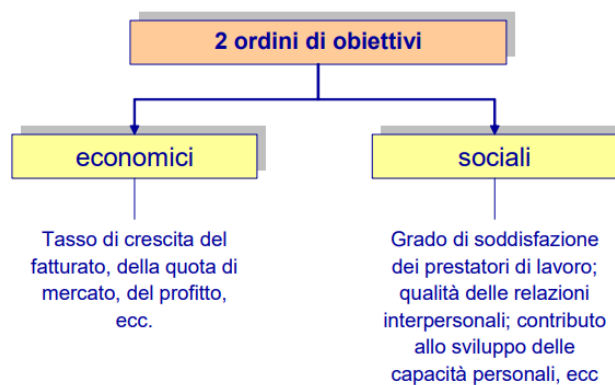 2 ordini di obiettivi
economici
sociali
Tasso di crescita del
fatturato, della quota di
mercato, del profitto,
ecc.
Grado di soddisfazione
dei prestatori di lavoro;
qualità delle relazioni
interpersonali; contributo
allo sviluppo delle
capacità personali, ecc